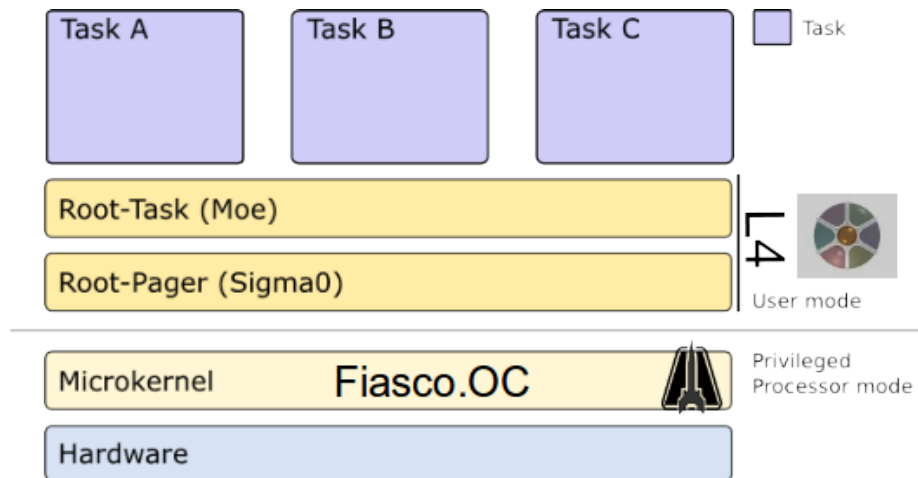 Task A
Task B
Task C
Task
Root-Task (Moe)
L4
Root-Pager (Sigma0)
User mode
Microkernel
Fiasco.OC
Privileged
Processor mode
Hardware